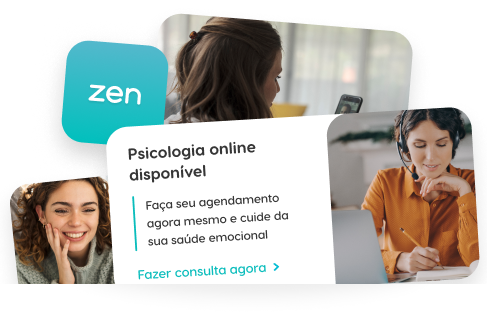 zen
Psicologia online
disponível
Faça seu agendamento
agora mesmo e cuide da
sua saúde emocional
Fazer consulta agora >